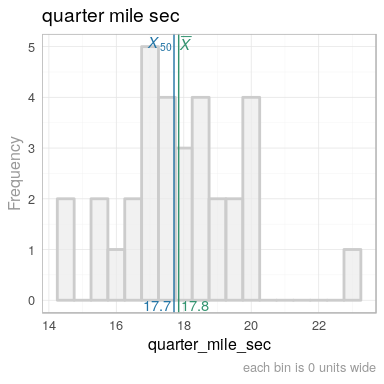 quarter mile sec
5
4
3
2
1
0
Frequency
X50
X̅
17.7 17.8
14 16 18 20 22
quarter_mile_sec
each bin is 0 units wide